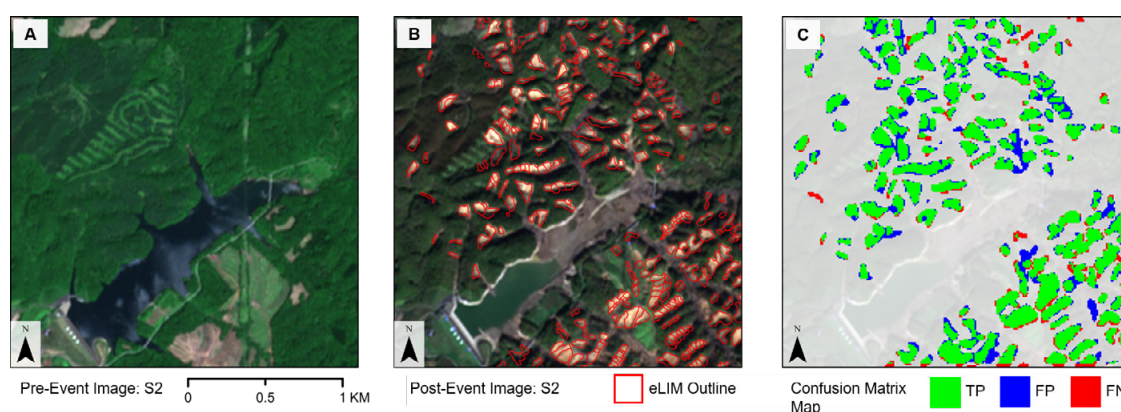 A
B
C
N
N
N
Pre-Event Image: S2
0 0.5 1 KM
Post-Event Image: S2
eLIM Outline
Confusion Matrix
Map
TP
FP
FN